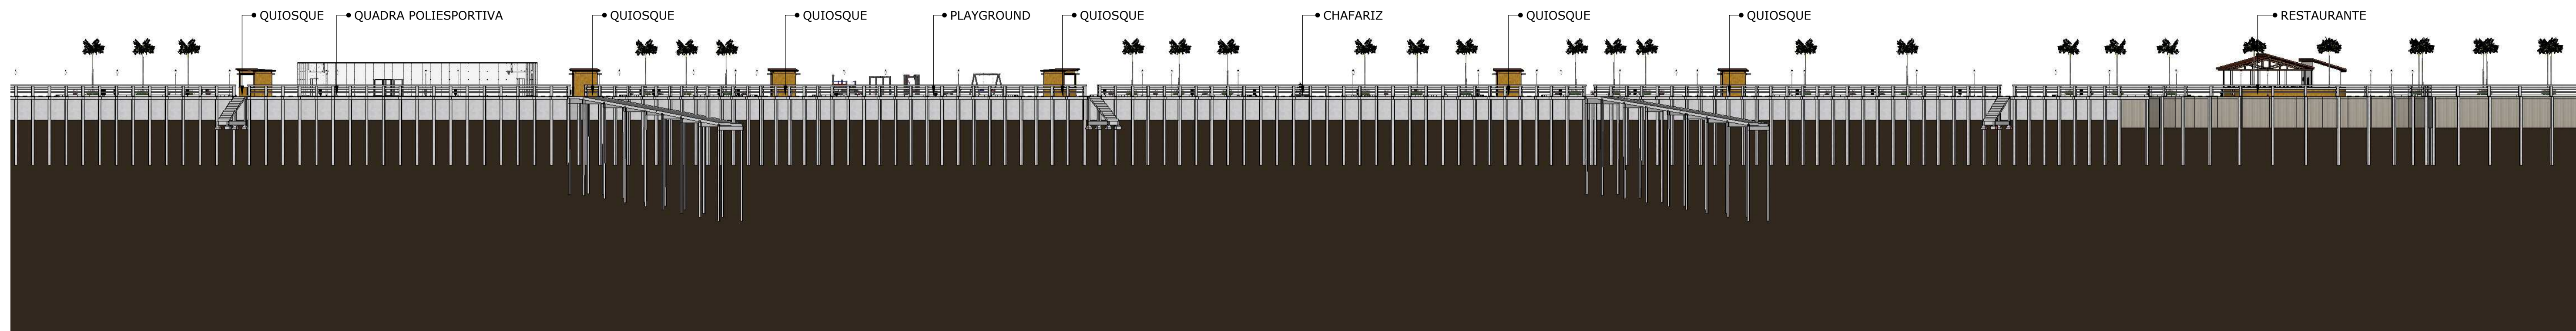 QUIOSQUE
QUADRA POLIESPORTIVA
QUIOSQUE
QUIOSQUE
PLAYGROUND
QUIOSQUE
CHAFARIZ
QUIOSQUE
QUIOSQUE
RESTAURANTE